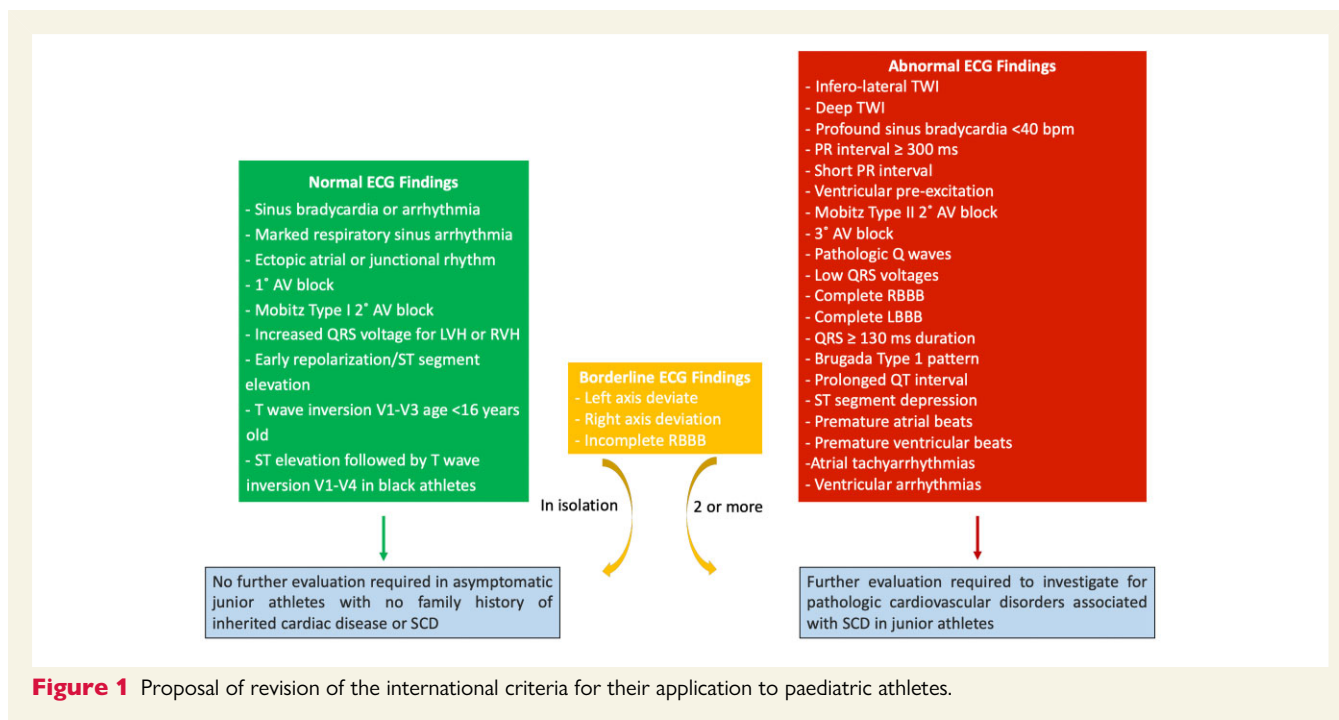 Normal ECG Findings
- Sinus bradycardia or arrhythmia
- Marked respiratory sinus arrhythmia
- Ectopic atrial or junctional rhythm
- 1˚ AV block
- Mobitz Type I 2˚ AV block
- Increased QRS voltage for LVH or RVH
- Early repolarization/ST segment
elevation
- T wave inversion V1-V3 age <16 years
old
- ST elevation followed by T wave
inversion V1-V4 in black athletes
Borderline ECG Findings
- Left axis deviate
- Right axis deviation
- Incomplete RBBB
In isolation
2 or more
Abnormal ECG Findings
- Infero-lateral TWI
- Deep TWI
- Profound sinus bradycardia <40 bpm
- PR interval ≥ 300 ms
- Short PR interval
- Ventricular pre-excitation
- Mobitz Type II 2˚ AV block
- 3˚ AV block
- Pathologic Q waves
- Low QRS voltages
- Complete RBBB
- Complete LBBB
- QRS ≥ 130 ms duration
- Brugada Type 1 pattern
- Prolonged QT interval
- ST segment depression
- Premature atrial beats
- Premature ventricular beats
-Atrial tachyarrhythmias
- Ventricular arrhythmias
No further evaluation required in asymptomatic
junior athletes with no family history of
inherited cardiac disease or SCD
Further evaluation required to investigate for
pathologic cardiovascular disorders associated
with SCD in junior athletes
Figure 1 Proposal of revision of the international criteria for their application to paediatric athletes.